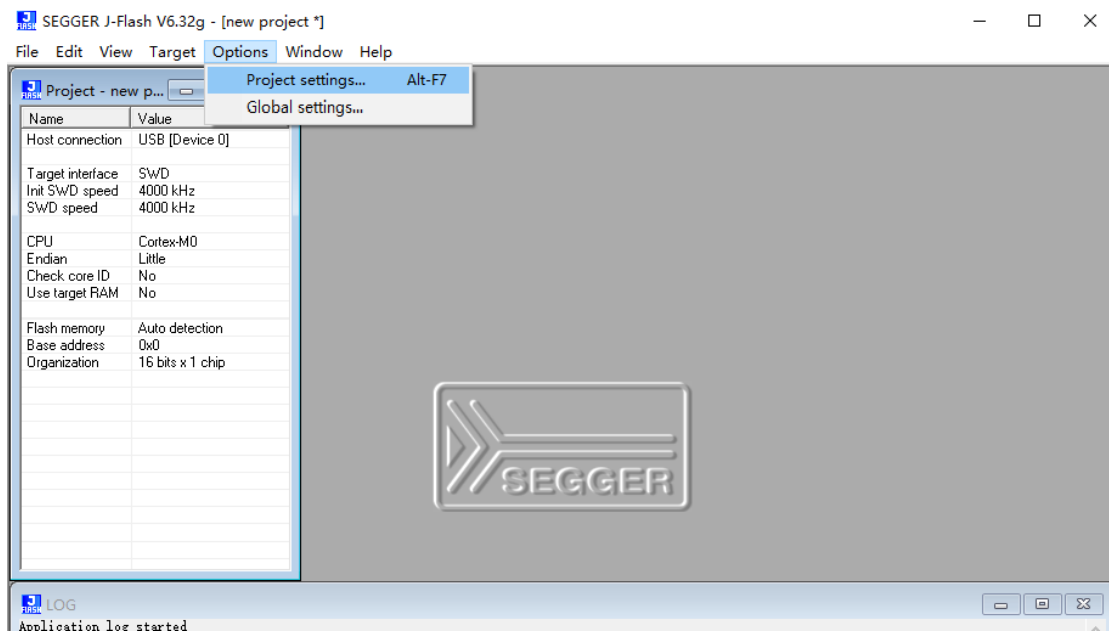 SEGGER J-Flash V6.32g - [new project *]
File Edit View Target Options Window Help
Project settings... Alt-F7
Global settings...
Project - new p...
Name Value
Host connection USB [Device 0]
Target interface SWD
Init SWD speed 4000 kHz
SWD speed 4000 kHz
CPU Cortex-M0
Endian Little
Check core ID No
Use target RAM No
Flash memory Auto detection
Base address 0x0
Organization 16 bits x 1 chip
SEGGER
LOG
Application log started